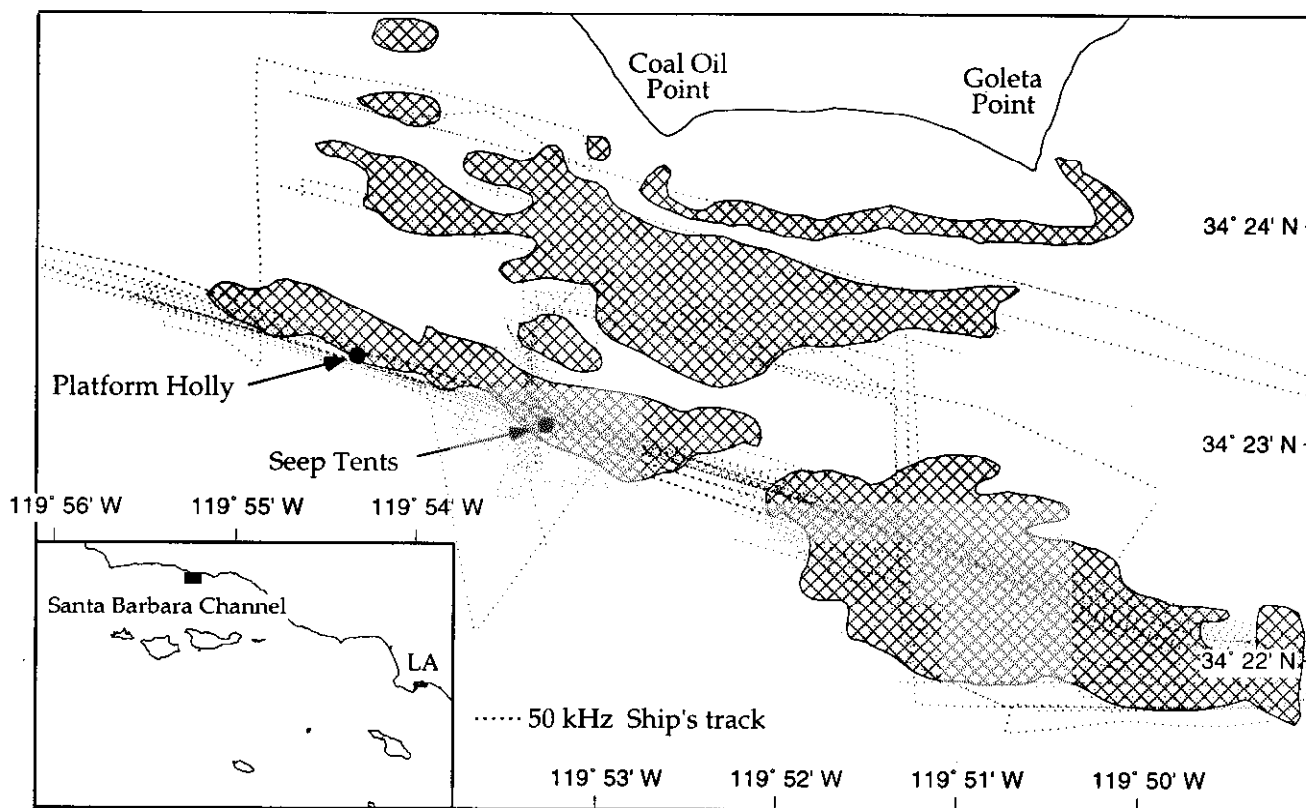 Coal Oil
Point
Goleta
Point
34° 24' N
Platform Holly
34° 23' N
Seep Tents
119° 56' W
119° 55' W
119° 54' W
Santa Barbara Channel
LA
34° 22' N
50 kHz Ship's track
119° 53' W
119° 52' W
119° 51' W
119° 50' W